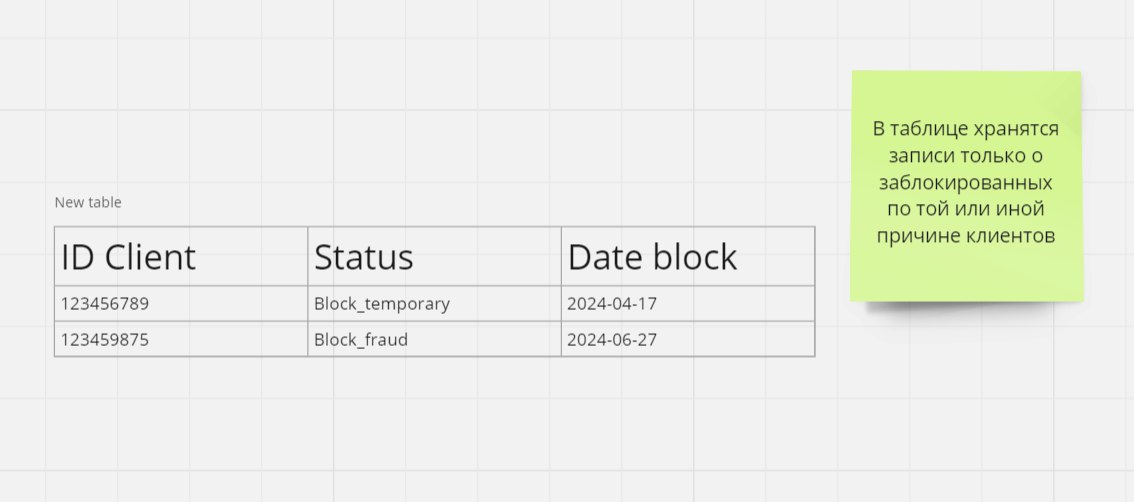 New table
ID Client Status Date block
123456789 Block_temporary 2024-04-17
123459875 Block_fraud 2024-06-27
В таблице хранятся
записи только о
заблокированных
по той или иной
причине клиентов